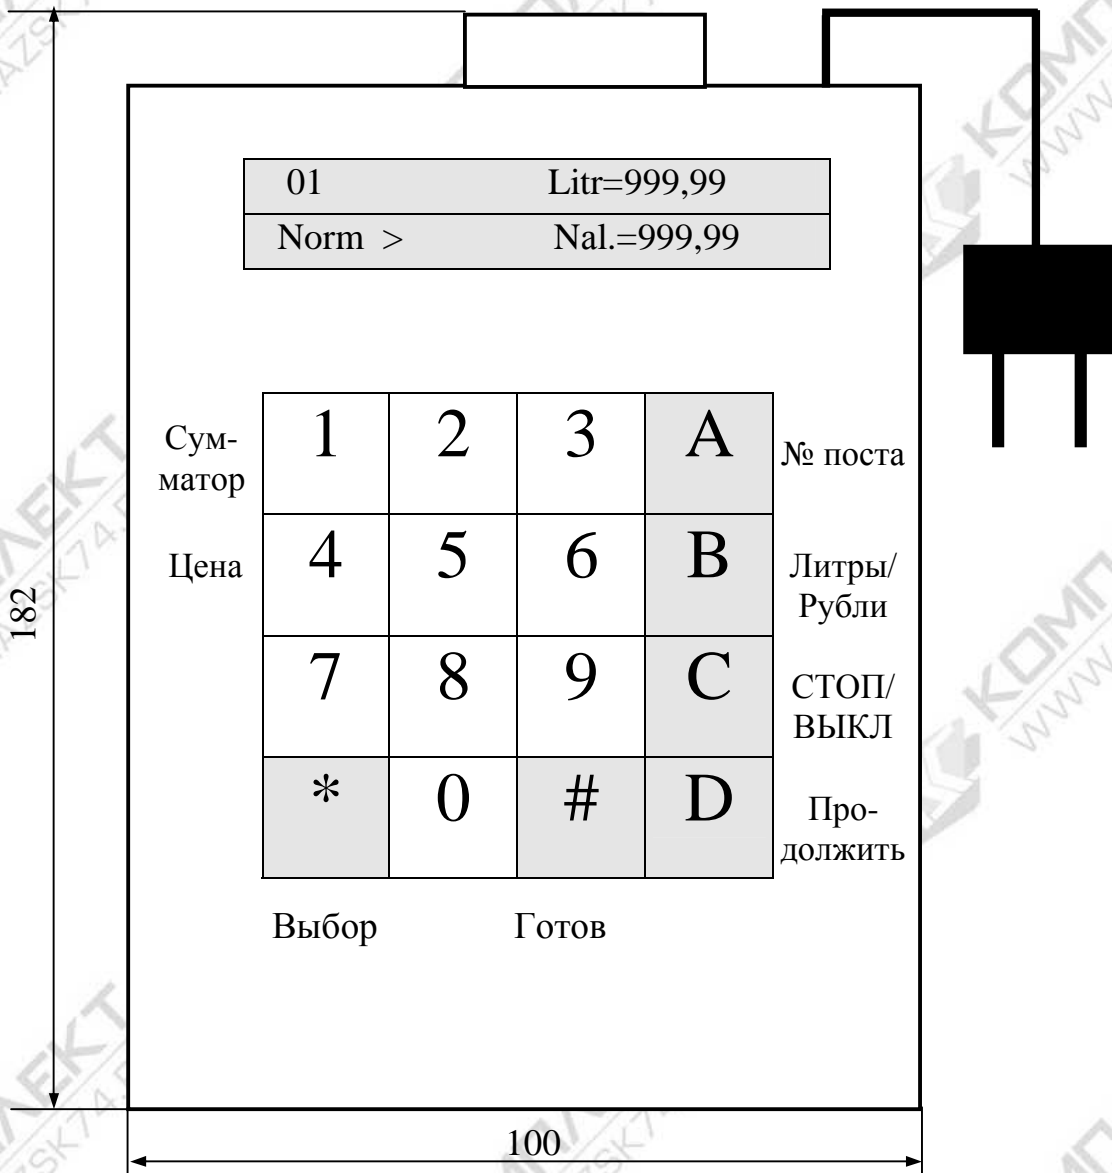 01 Litr=999,99
Norm > Nal.=999,99
Сум-
матор
1 2 3 A
№ поста
Цена
4 5 6 B
Литры/
Рубли
7 8 9 C
СТОП/
ВЫКЛ
* 0 # D
Про-
должить
Выбор Готов
182
100